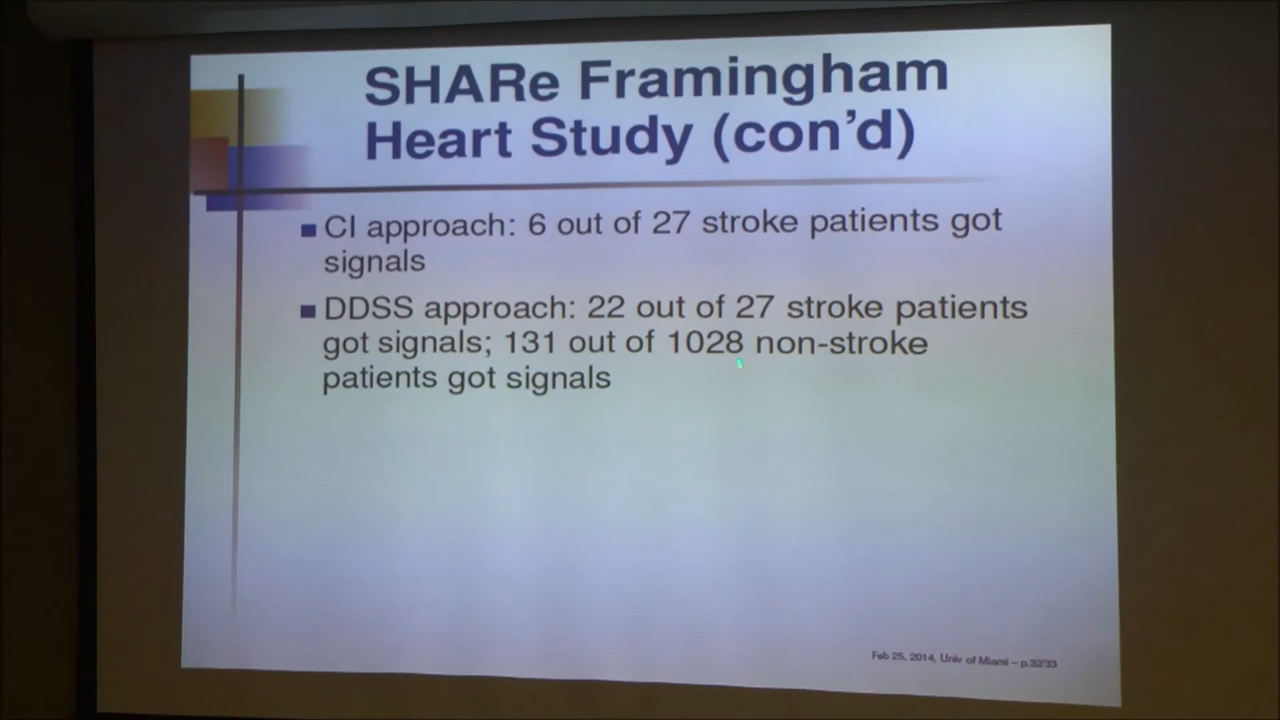 SHARe Framingham
Heart Study (con’d)
CI approach: 6 out of 27 stroke patients got
signals
DDSS approach: 22 out of 27 stroke patients
got signals; 131 out of 1028 non-stroke
patients got signals
Feb 25, 2014, Univ of Miami – p.32/33